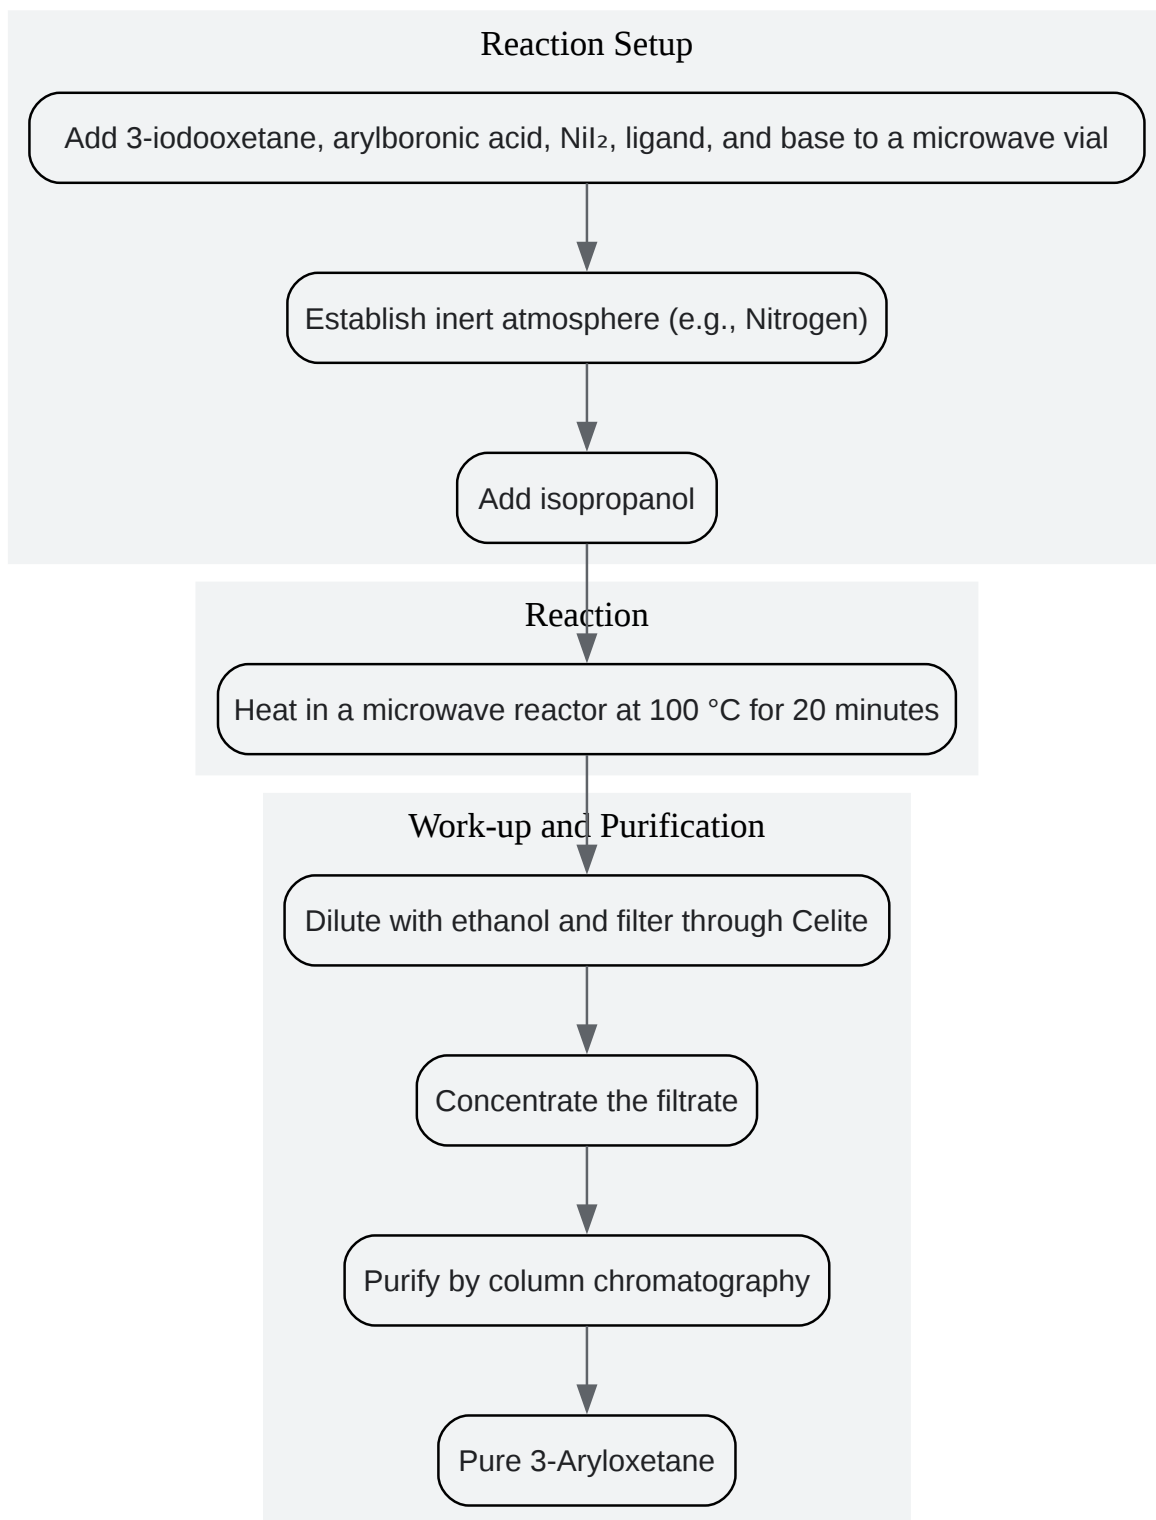 Reaction Setup
Add 3-iodooxetane, arylboronic acid, NiI₂, ligand, and base to a microwave vial
Establish inert atmosphere (e.g., Nitrogen)
Add isopropanol
Reaction
Heat in a microwave reactor at 100 °C for 20 minutes
Work-up and Purification
Dilute with ethanol and filter through Celite
Concentrate the filtrate
Purify by column chromatography
Pure 3-Aryloxetane